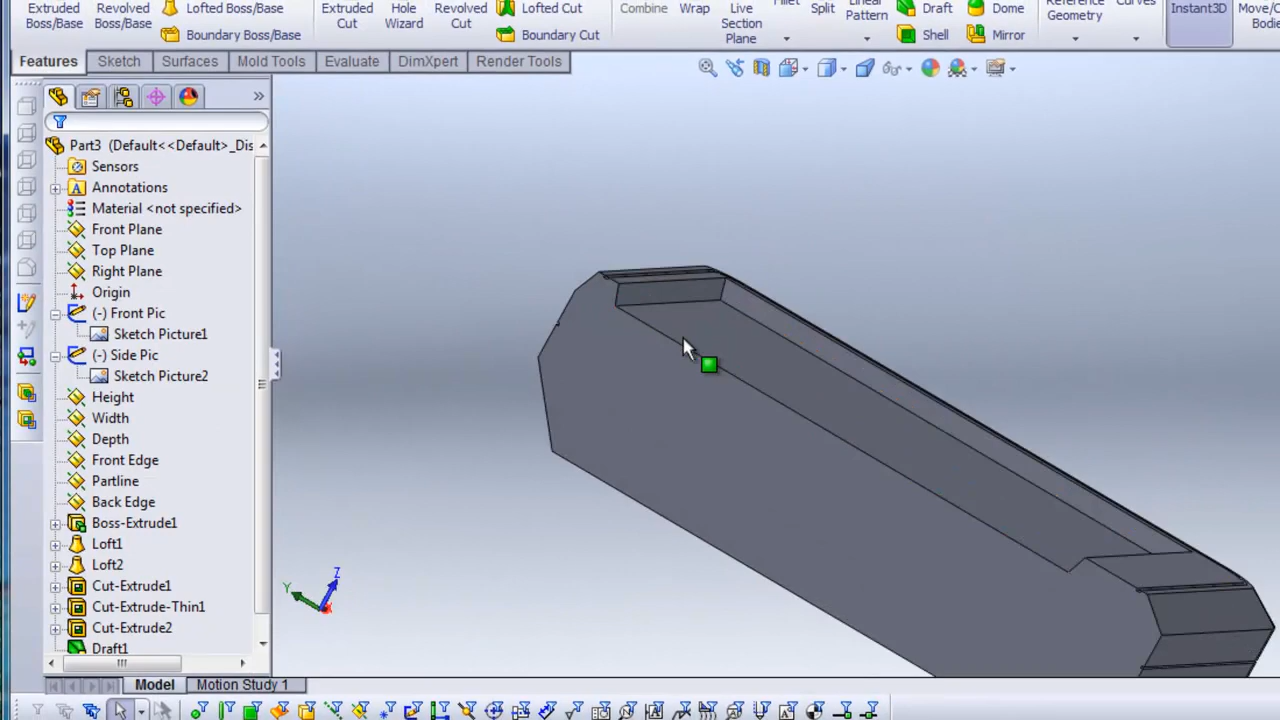 Extruded Boss/Base
Revolved Boss/Base
Lofted Boss/Base
Boundary Boss/Base
Extruded Cut
Hole Wizard
Revolved Cut
Lofted Cut
Boundary Cut
Combine
Wrap
Live Section Plane
Fillet
Split
Linear Pattern
Draft
Shell
Dome
Mirror
Reference Geometry
Curves
Instant3D
Features
Sketch
Surfaces
Mold Tools
Evaluate
DimXpert
Render Tools
Part3 (Default<<Default>_Dis
Sensors
Annotations
Material <not specified>
Front Plane
Top Plane
Right Plane
Origin
(-) Front Pic
Sketch Picture1
(-) Side Pic
Sketch Picture2
Height
Width
Depth
Front Edge
Partline
Back Edge
Boss-Extrude1
Loft1
Loft2
Cut-Extrude1
Cut-Extrude-Thin1
Cut-Extrude2
Draft1
Z
Y
Model
Motion Study 1